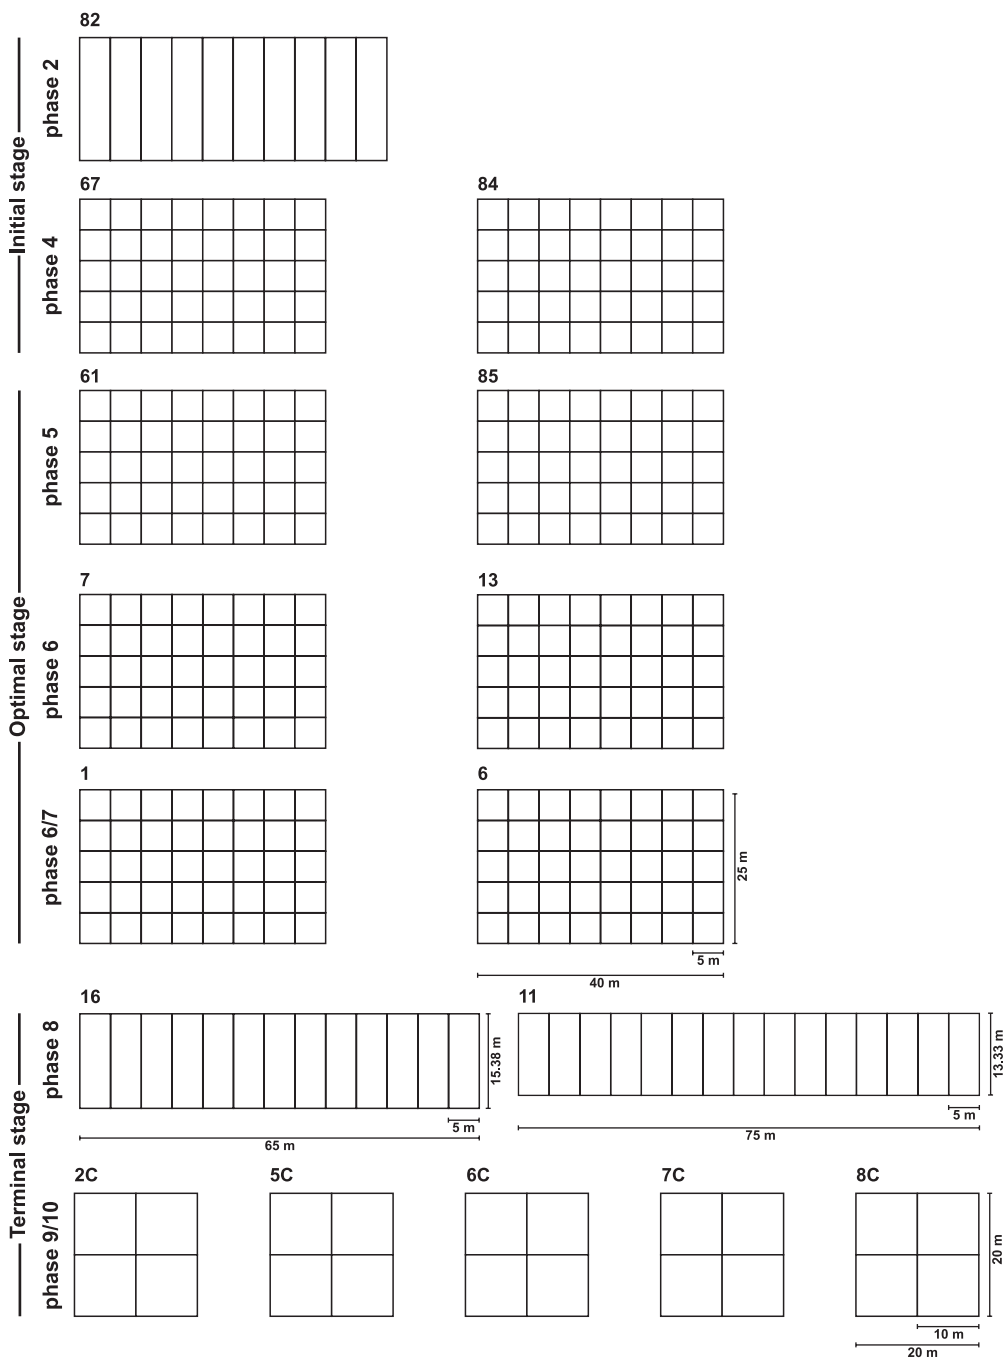 82
Initial stage
phase 2
67
84
phase 4
61
85
Optimal stage
phase 5
7
13
phase 6
1
6
phase 6/7
25 m
5 m
40 m
16
11
Terminal stage
phase 8
15.38 m
13.33 m
5 m
5 m
65 m
75 m
2C
5C
6C
7C
8C
phase 9/10
20 m
10 m
20 m